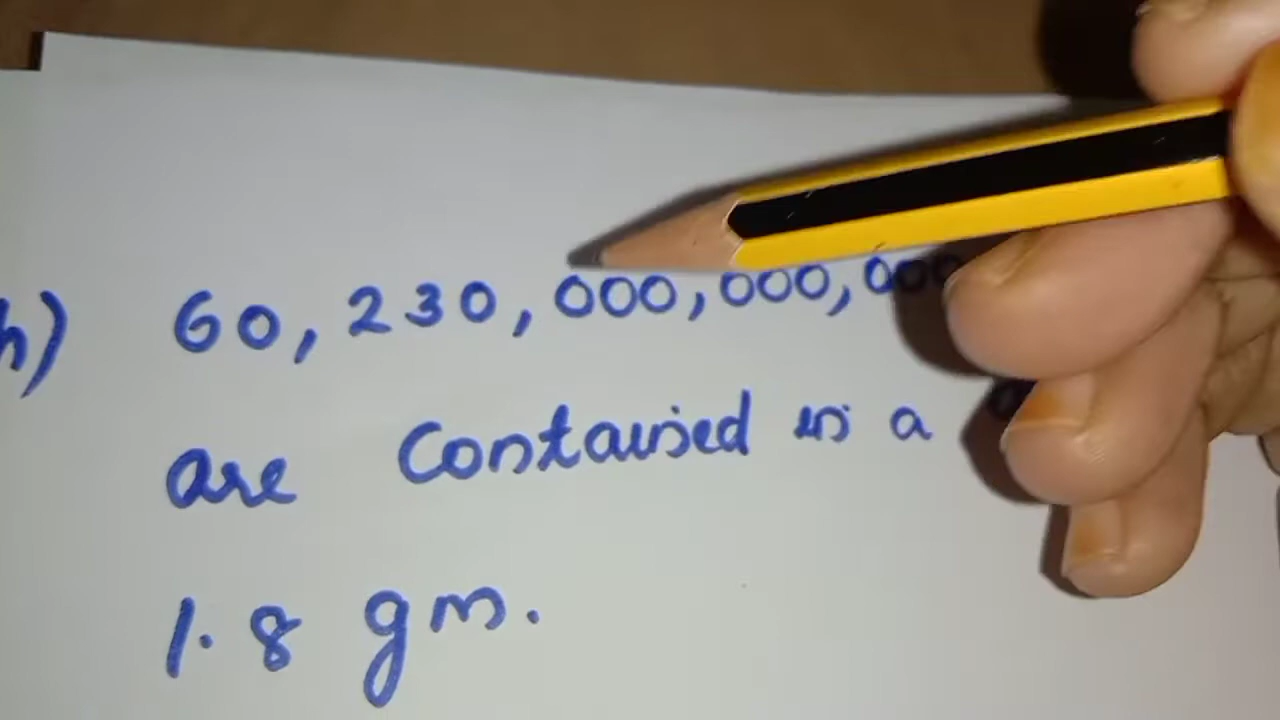 h) 60,230,000,000,000
are contained in a
1.8 gm.